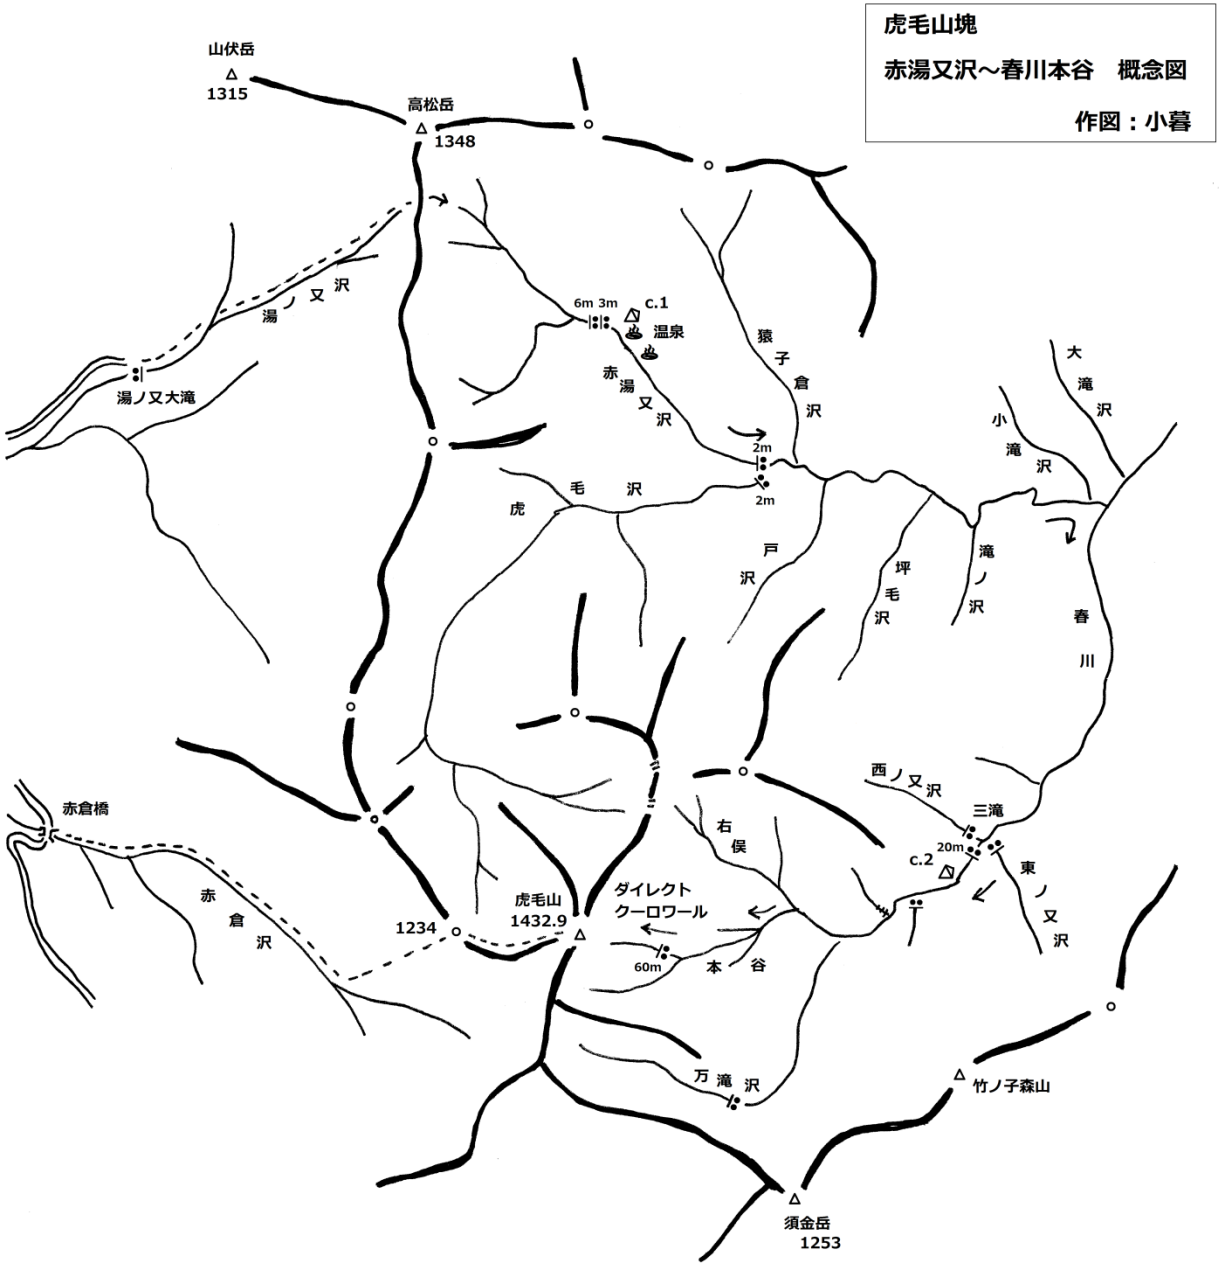 虎毛山塊
赤湯又沢～春川本谷　概念図
作図：小暮
山伏岳
1315
高松岳
1348
湯ノ又沢
湯ノ又大滝
6m 3m
c.1
温泉
赤湯又沢
猿子倉沢
大滝沢
小滝沢
2m
2m
虎毛沢
戸沢
坪毛沢
滝ノ沢
春川
西ノ又沢
三滝
20m
c.2
東ノ又沢
右俣
赤倉橋
赤倉沢
1234
虎毛山
1432.9
ダイレクト
クーロワール
60m
本谷
万滝沢
竹ノ子森山
須金岳
1253